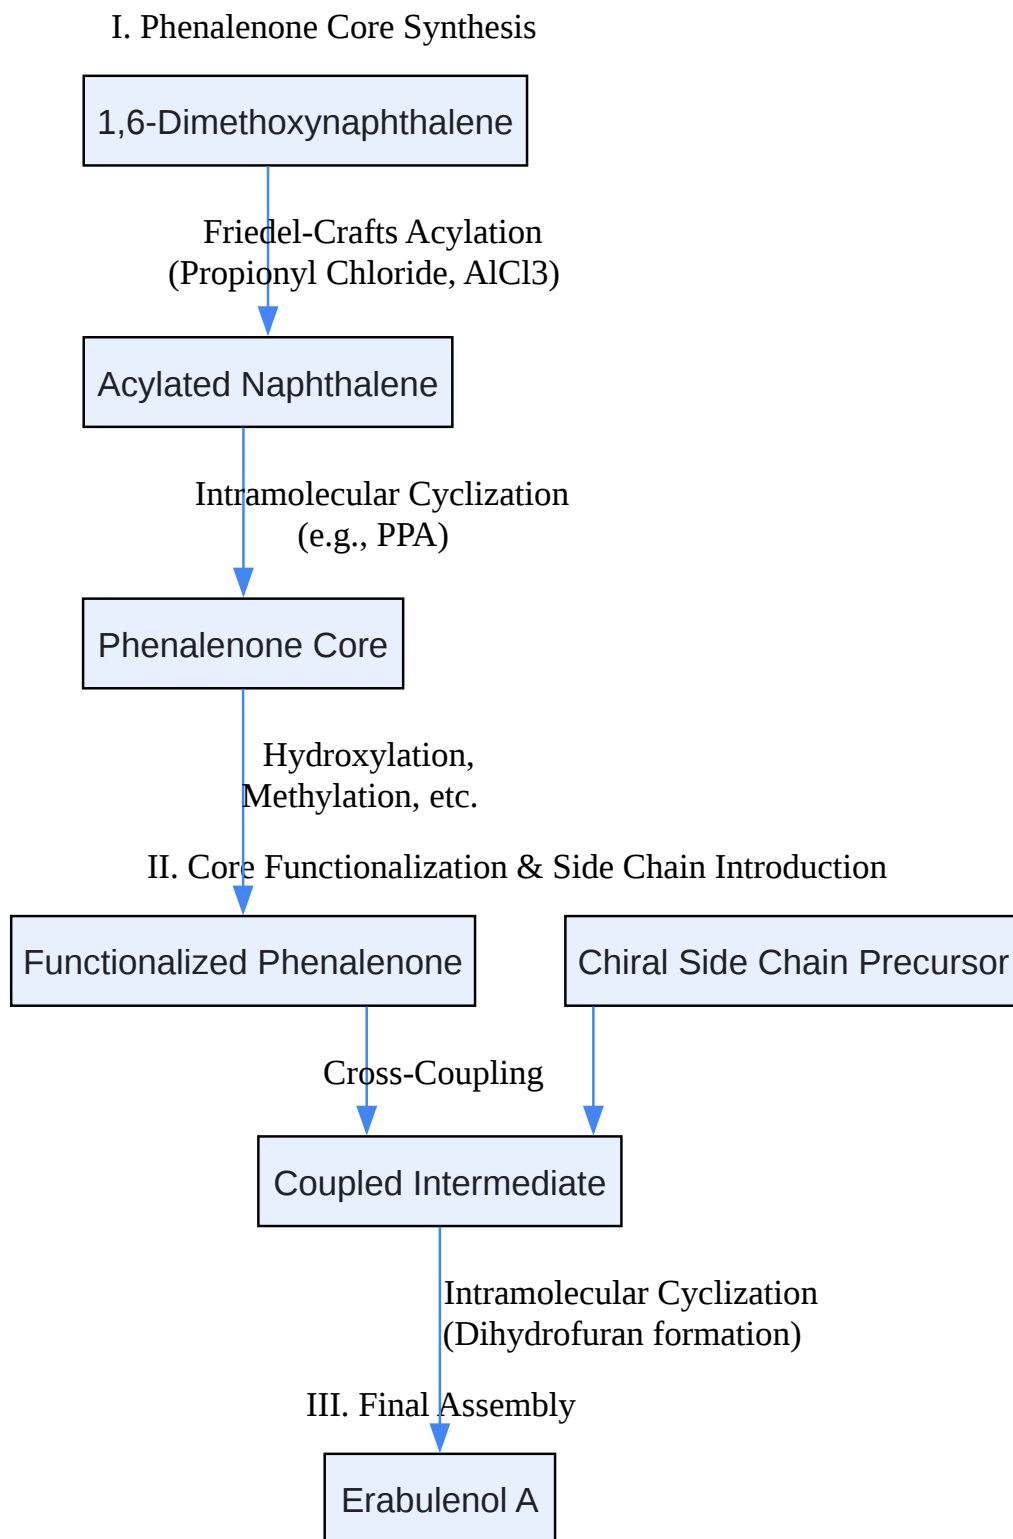 I. Phenalenone Core Synthesis
1,6-Dimethoxynaphthalene
Friedel-Crafts Acylation
(Propionyl Chloride, AlCl3)
Acylated Naphthalene
Intramolecular Cyclization
(e.g., PPA)
Phenalenone Core
Hydroxylation,
Methylation, etc.
II. Core Functionalization & Side Chain Introduction
Functionalized Phenalenone
Chiral Side Chain Precursor
Cross-Coupling
Coupled Intermediate
Intramolecular Cyclization
(Dihydrofuran formation)
III. Final Assembly
Erabulenol A